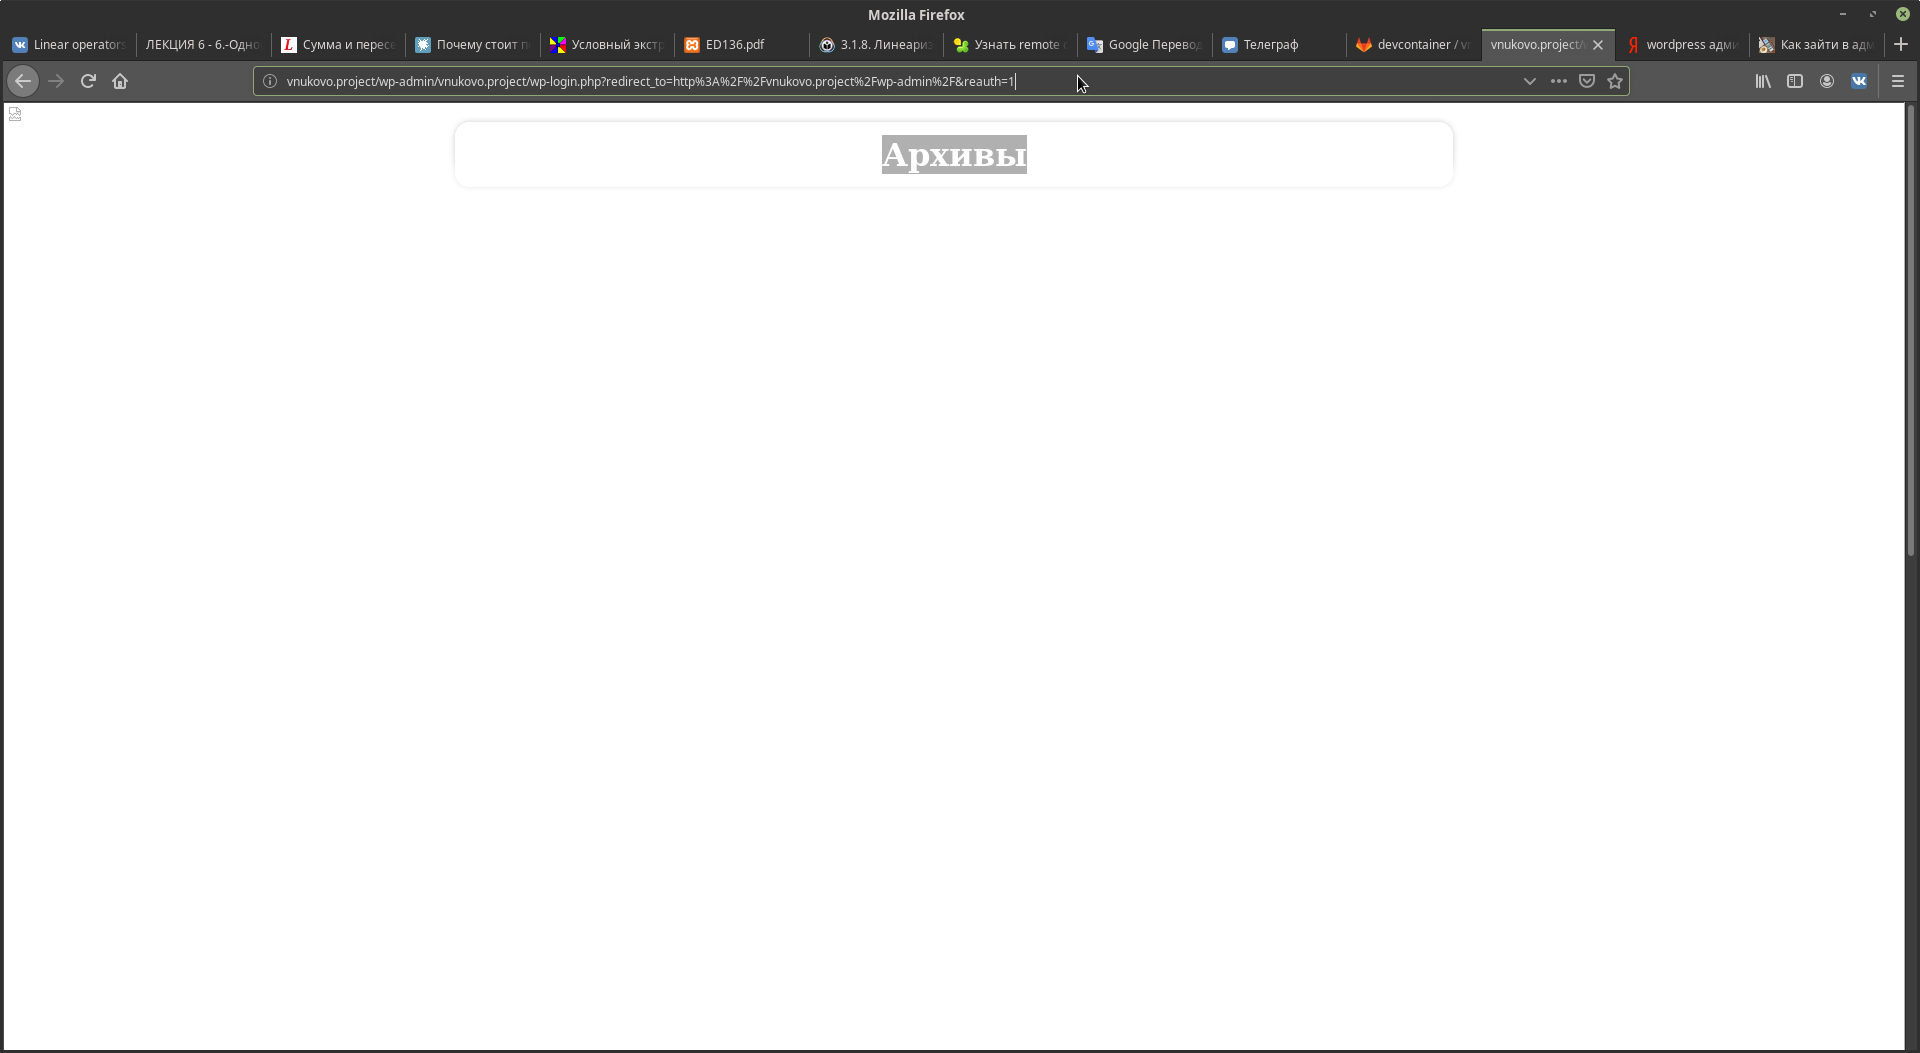 Mozilla Firefox
Linear operators
ЛЕКЦИЯ 6 - 6.-Одно
Сумма и пересе
Почему стоит п
Условный экстр
ED136.pdf
3.1.8. Линеариз
Узнать remote
Google Перевод
Телеграф
devcontainer / v
vnukovo.project/
wordpress адми
Как зайти в адм
vnukovo.project/wp-admin/vnukovo.project/wp-login.php?redirect_to=http%3A%2F%2Fvnukovo.project%2Fwp-admin%2F&reauth=1
Архивы